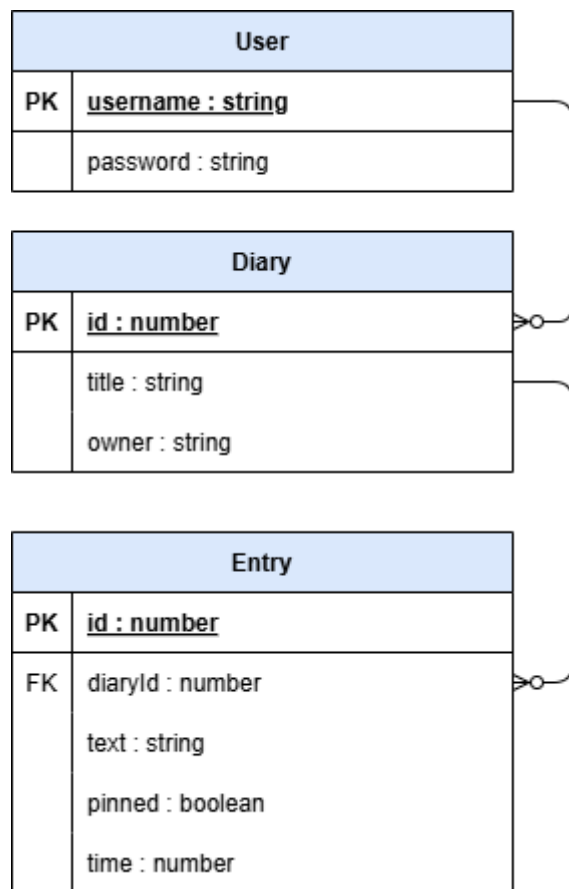 User
PK username : string
password : string
Diary
PK id : number
title : string
owner : string
Entry
PK id : number
FK diaryId : number
text : string
pinned : boolean
time : number